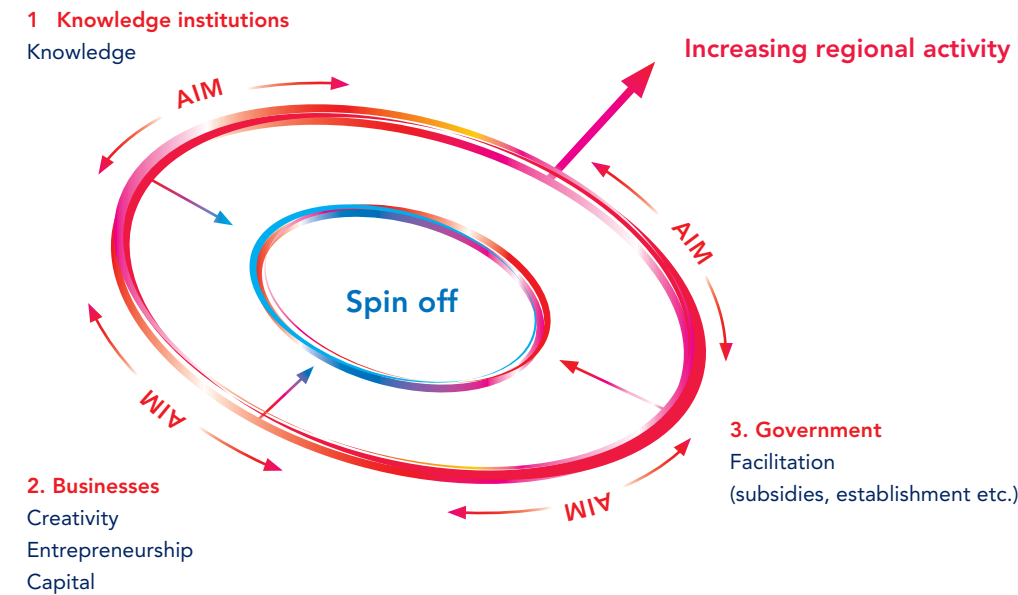 1 Knowledge institutions
Knowledge
Increasing regional activity
AIM
AIM
Spin off
AIM
AIM
2. Businesses
Creativity
Entrepreneurship
Capital
3. Government
Facilitation
(subsidies, establishment etc.)